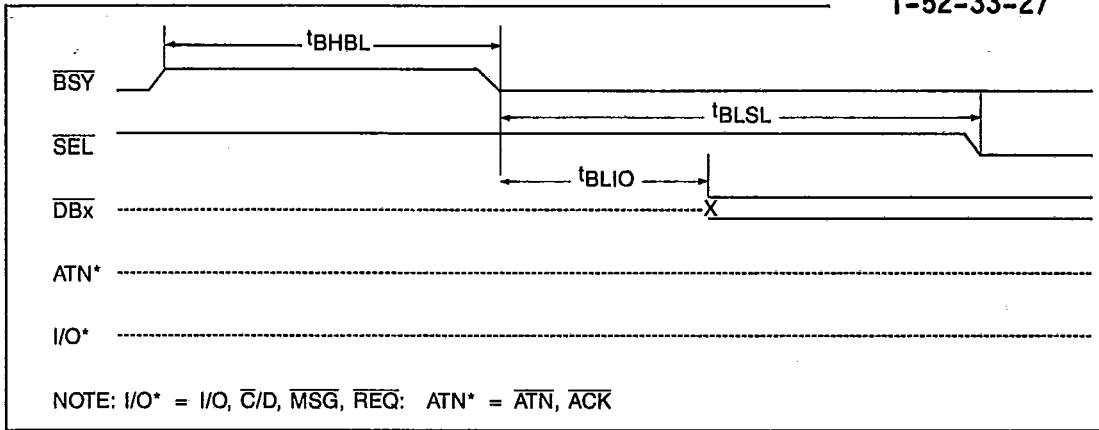 T-52-33-27
tBHBL
BSY
tBLSL
SEL
tBLIO
DBx
X
ATN*
I/O*
NOTE: I/O* = I/O, C/D, MSG, REQ: ATN* = ATN, ACK